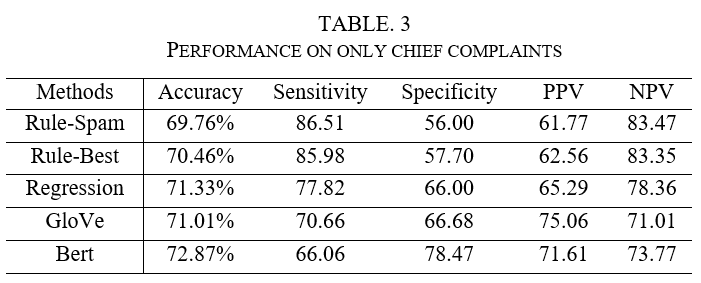 TABLE. 3
PERFORMANCE ON ONLY CHIEF COMPLAINTS
Methods Accuracy Sensitivity Specificity PPV NPV
Rule-Spam 69.76% 86.51 56.00 61.77 83.47
Rule-Best 70.46% 85.98 57.70 62.56 83.35
Regression 71.33% 77.82 66.00 65.29 78.36
GloVe 71.01% 70.66 66.68 75.06 71.01
Bert 72.87% 66.06 78.47 71.61 73.77